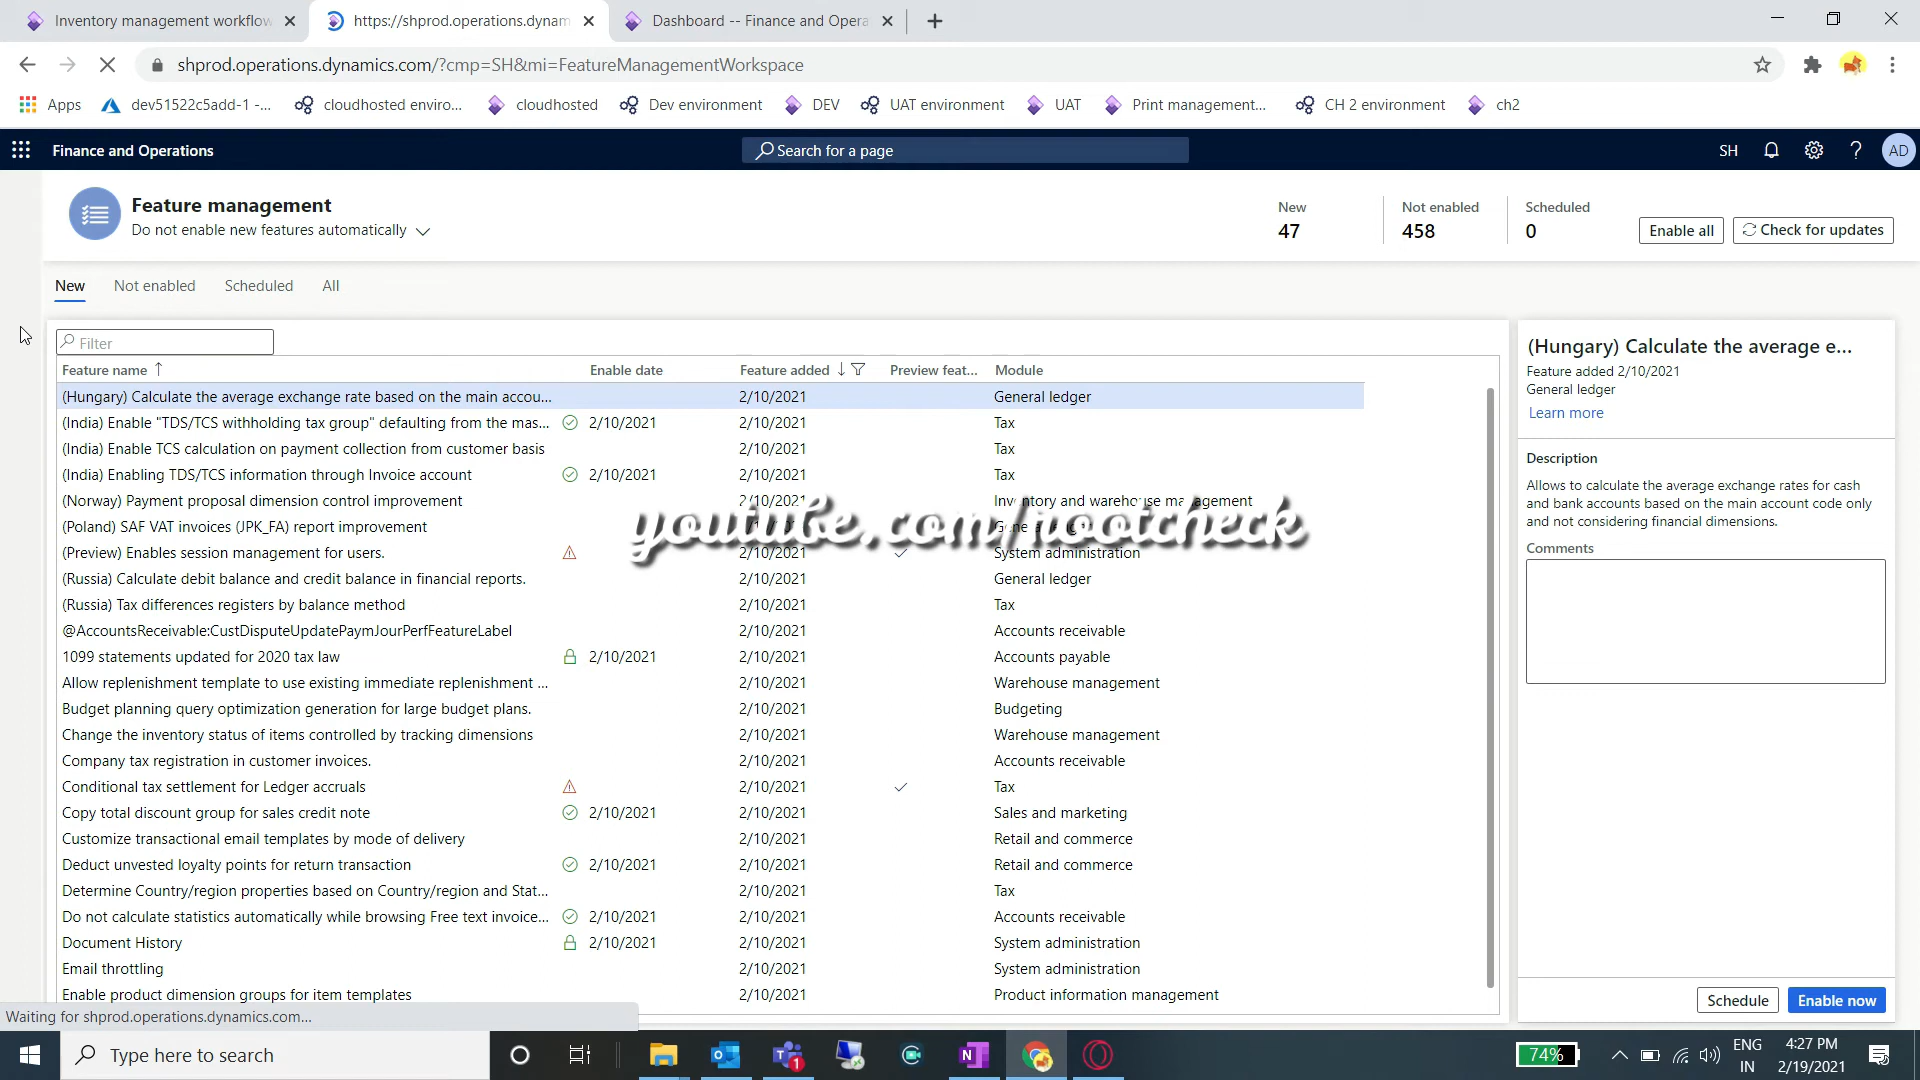 Inventory management workflow
https://shprod.operations.dynam
Dashboard -- Finance and Opera
shprod.operations.dynamics.com/?cmp=SH&mi=FeatureManagementWorkspace
Apps
dev51522c5add-1 -...
cloudhosted enviro...
cloudhosted
Dev environment
DEV
UAT environment
UAT
Print management...
CH 2 environment
ch2
Finance and Operations
Search for a page
SH
?
AD
Feature management
Do not enable new features automatically
New
47
Not enabled
458
Scheduled
0
Enable all
Check for updates
New
Not enabled
Scheduled
All
Filter
Feature name Enable date Feature added Preview feat... Module
(Hungary) Calculate the average exchange rate based on the main accou... 2/10/2021 General ledger
(India) Enable "TDS/TCS withholding tax group" defaulting from the mas... 2/10/2021 2/10/2021 Tax
(India) Enable TCS calculation on payment collection from customer basis 2/10/2021 Tax
(India) Enabling TDS/TCS information through Invoice account 2/10/2021 2/10/2021 Tax
(Norway) Payment proposal dimension control improvement 2/10/2021 Inventory and warehouse management
(Poland) SAF VAT invoices (JPK_FA) report improvement
youtube.com/nootcheck
(Preview) Enables session management for users. 2/10/2021 System administration
(Russia) Calculate debit balance and credit balance in financial reports. 2/10/2021 General ledger
(Russia) Tax differences registers by balance method 2/10/2021 Tax
@AccountsReceivable:CustDisputeUpdatePaymJourPerfFeatureLabel 2/10/2021 Accounts receivable
1099 statements updated for 2020 tax law 2/10/2021 2/10/2021 Accounts payable
Allow replenishment template to use existing immediate replenishment ... 2/10/2021 Warehouse management
Budget planning query optimization generation for large budget plans. 2/10/2021 Budgeting
Change the inventory status of items controlled by tracking dimensions 2/10/2021 Warehouse management
Company tax registration in customer invoices. 2/10/2021 Accounts receivable
Conditional tax settlement for Ledger accruals 2/10/2021 Tax
Copy total discount group for sales credit note 2/10/2021 2/10/2021 Sales and marketing
Customize transactional email templates by mode of delivery 2/10/2021 Retail and commerce
Deduct unvested loyalty points for return transaction 2/10/2021 2/10/2021 Retail and commerce
Determine Country/region properties based on Country/region and Stat... 2/10/2021 Tax
Do not calculate statistics automatically while browsing Free text invoice... 2/10/2021 2/10/2021 Accounts receivable
Document History 2/10/2021 2/10/2021 System administration
Email throttling 2/10/2021 System administration
Enable product dimension groups for item templates 2/10/2021 Product information management
(Hungary) Calculate the average e...
Feature added 2/10/2021
General ledger
Learn more
Description
Allows to calculate the average exchange rates for cash
and bank accounts based on the main account code only
and not considering financial dimensions.
Comments
Schedule
Enable now
Waiting for shprod.operations.dynamics.com...
Type here to search
1
74%
ENG
IN
4:27 PM
2/19/2021